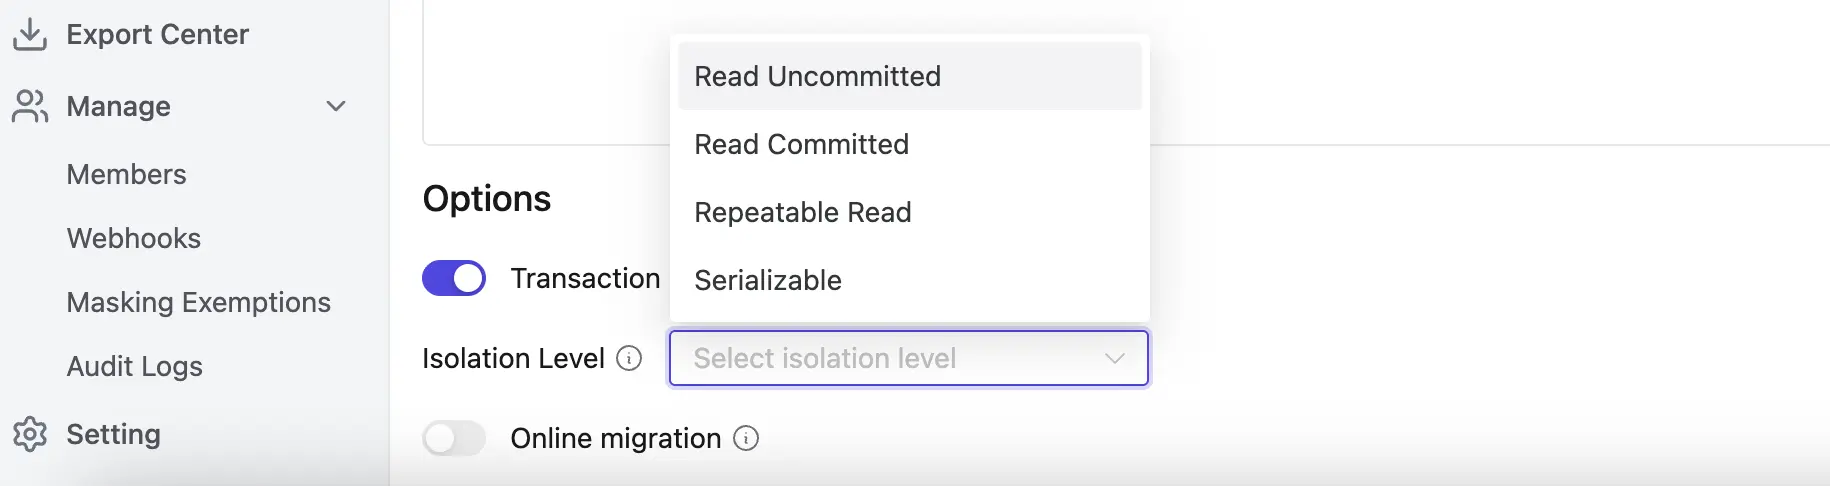 Export Center
Manage
Members
Webhooks
Masking Exemptions
Audit Logs
Setting
Read Uncommitted
Read Committed
Repeatable Read
Serializable
Options
Transaction
Isolation Level
Select isolation level
Online migration